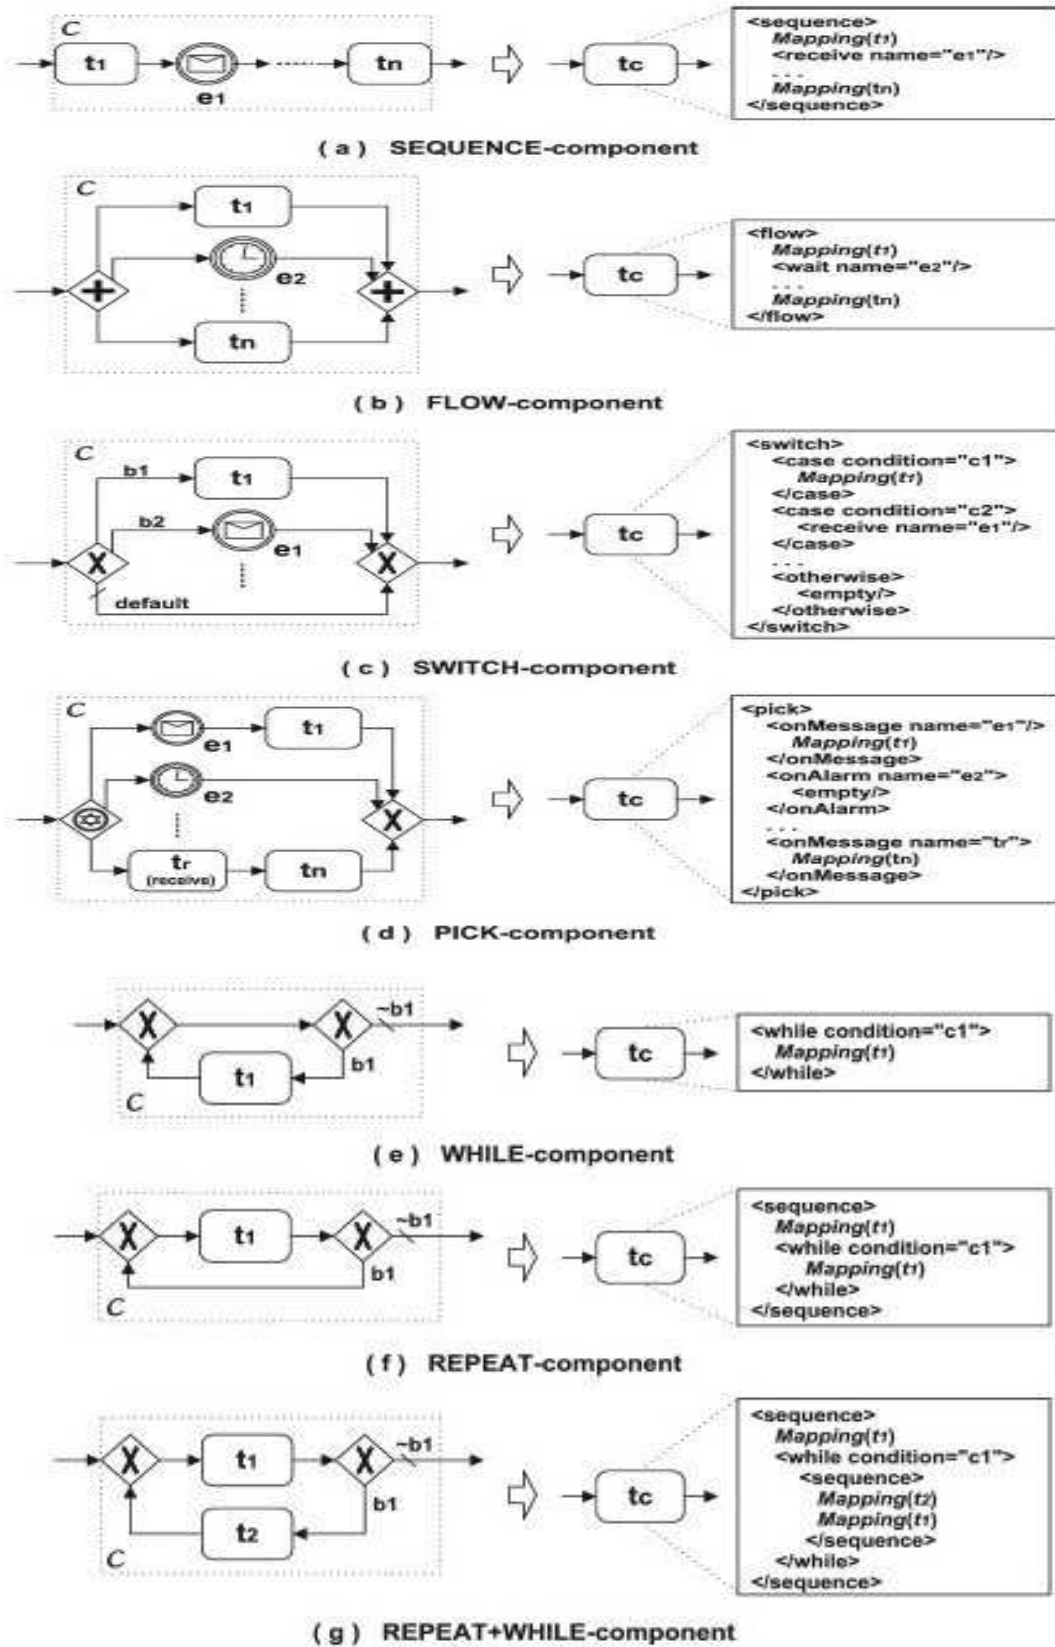 C
t1
e1
tn
tc
<sequence>
Mapping(t1)
<receive name="e1"/>
. . .
Mapping(tn)
</sequence>
( a ) SEQUENCE-component
C
t1
e2
tn
tc
<flow>
Mapping(t1)
<wait name="e2"/>
. . .
Mapping(tn)
</flow>
( b ) FLOW-component
C
b1
t1
b2
e1
default
tc
<switch>
<case condition="c1">
Mapping(t1)
</case>
<case condition="c2">
<receive name="e1"/>
</case>
. . .
<otherwise>
<empty/>
</otherwise>
</switch>
( c ) SWITCH-component
C
e1
t1
e2
tr
(receive)
tn
tc
<pick>
<onMessage name="e1"/>
Mapping(t1)
</onMessage>
<onAlarm name="e2">
<empty/>
</onAlarm>
. . .
<onMessage name="tr">
Mapping(tn)
</onMessage>
</pick>
( d ) PICK-component
~b1
b1
t1
C
tc
<while condition="c1">
Mapping(t1)
</while>
( e ) WHILE-component
t1
~b1
b1
C
tc
<sequence>
Mapping(t1)
<while condition="c1">
Mapping(t1)
</while>
</sequence>
( f ) REPEAT-component
t1
~b1
b1
t2
C
tc
<sequence>
Mapping(t1)
<while condition="c1">
<sequence>
Mapping(t2)
Mapping(t1)
</sequence>
</while>
</sequence>
( g ) REPEAT+WHILE-component